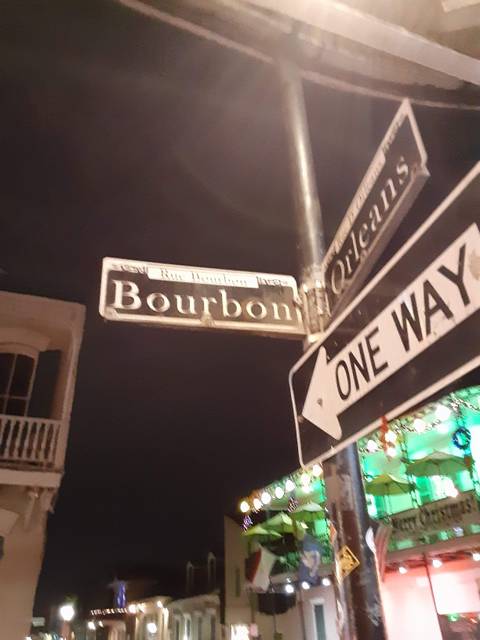 Rue Bourbon
Bourbon
Orleans
ONE WAY
Merry Christmas!